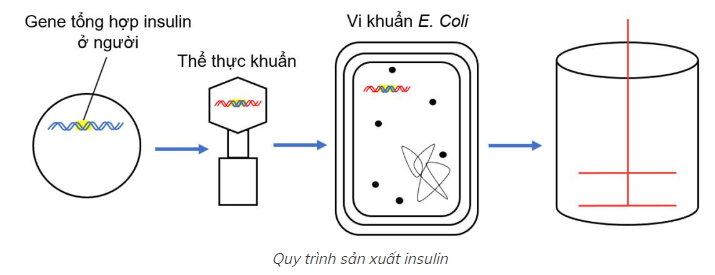 Gene tổng hợp insulin
ở người
Thể thực khuẩn
Vi khuẩn E. Coli
Quy trình sản xuất insulin